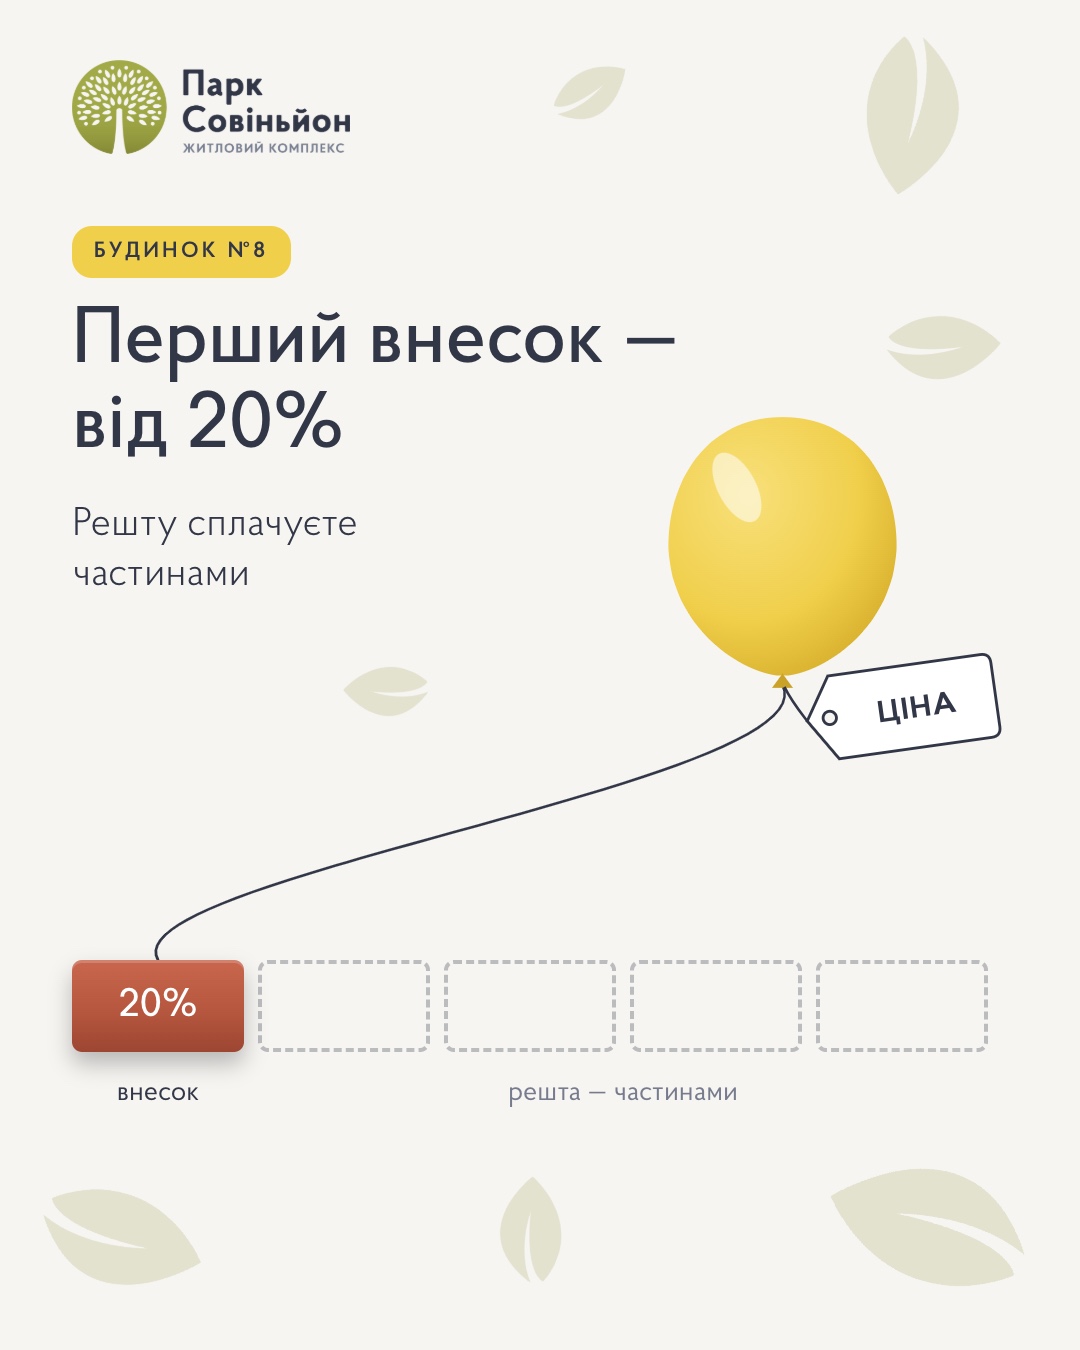 Парк
Совіньйон
ЖИТЛОВИЙ КОМПЛЕКС
БУДИНОК №8
Перший внесок –
від 20%
Решту сплачуєте
частинами
ЦІНА
20%
внесок
решта – частинами